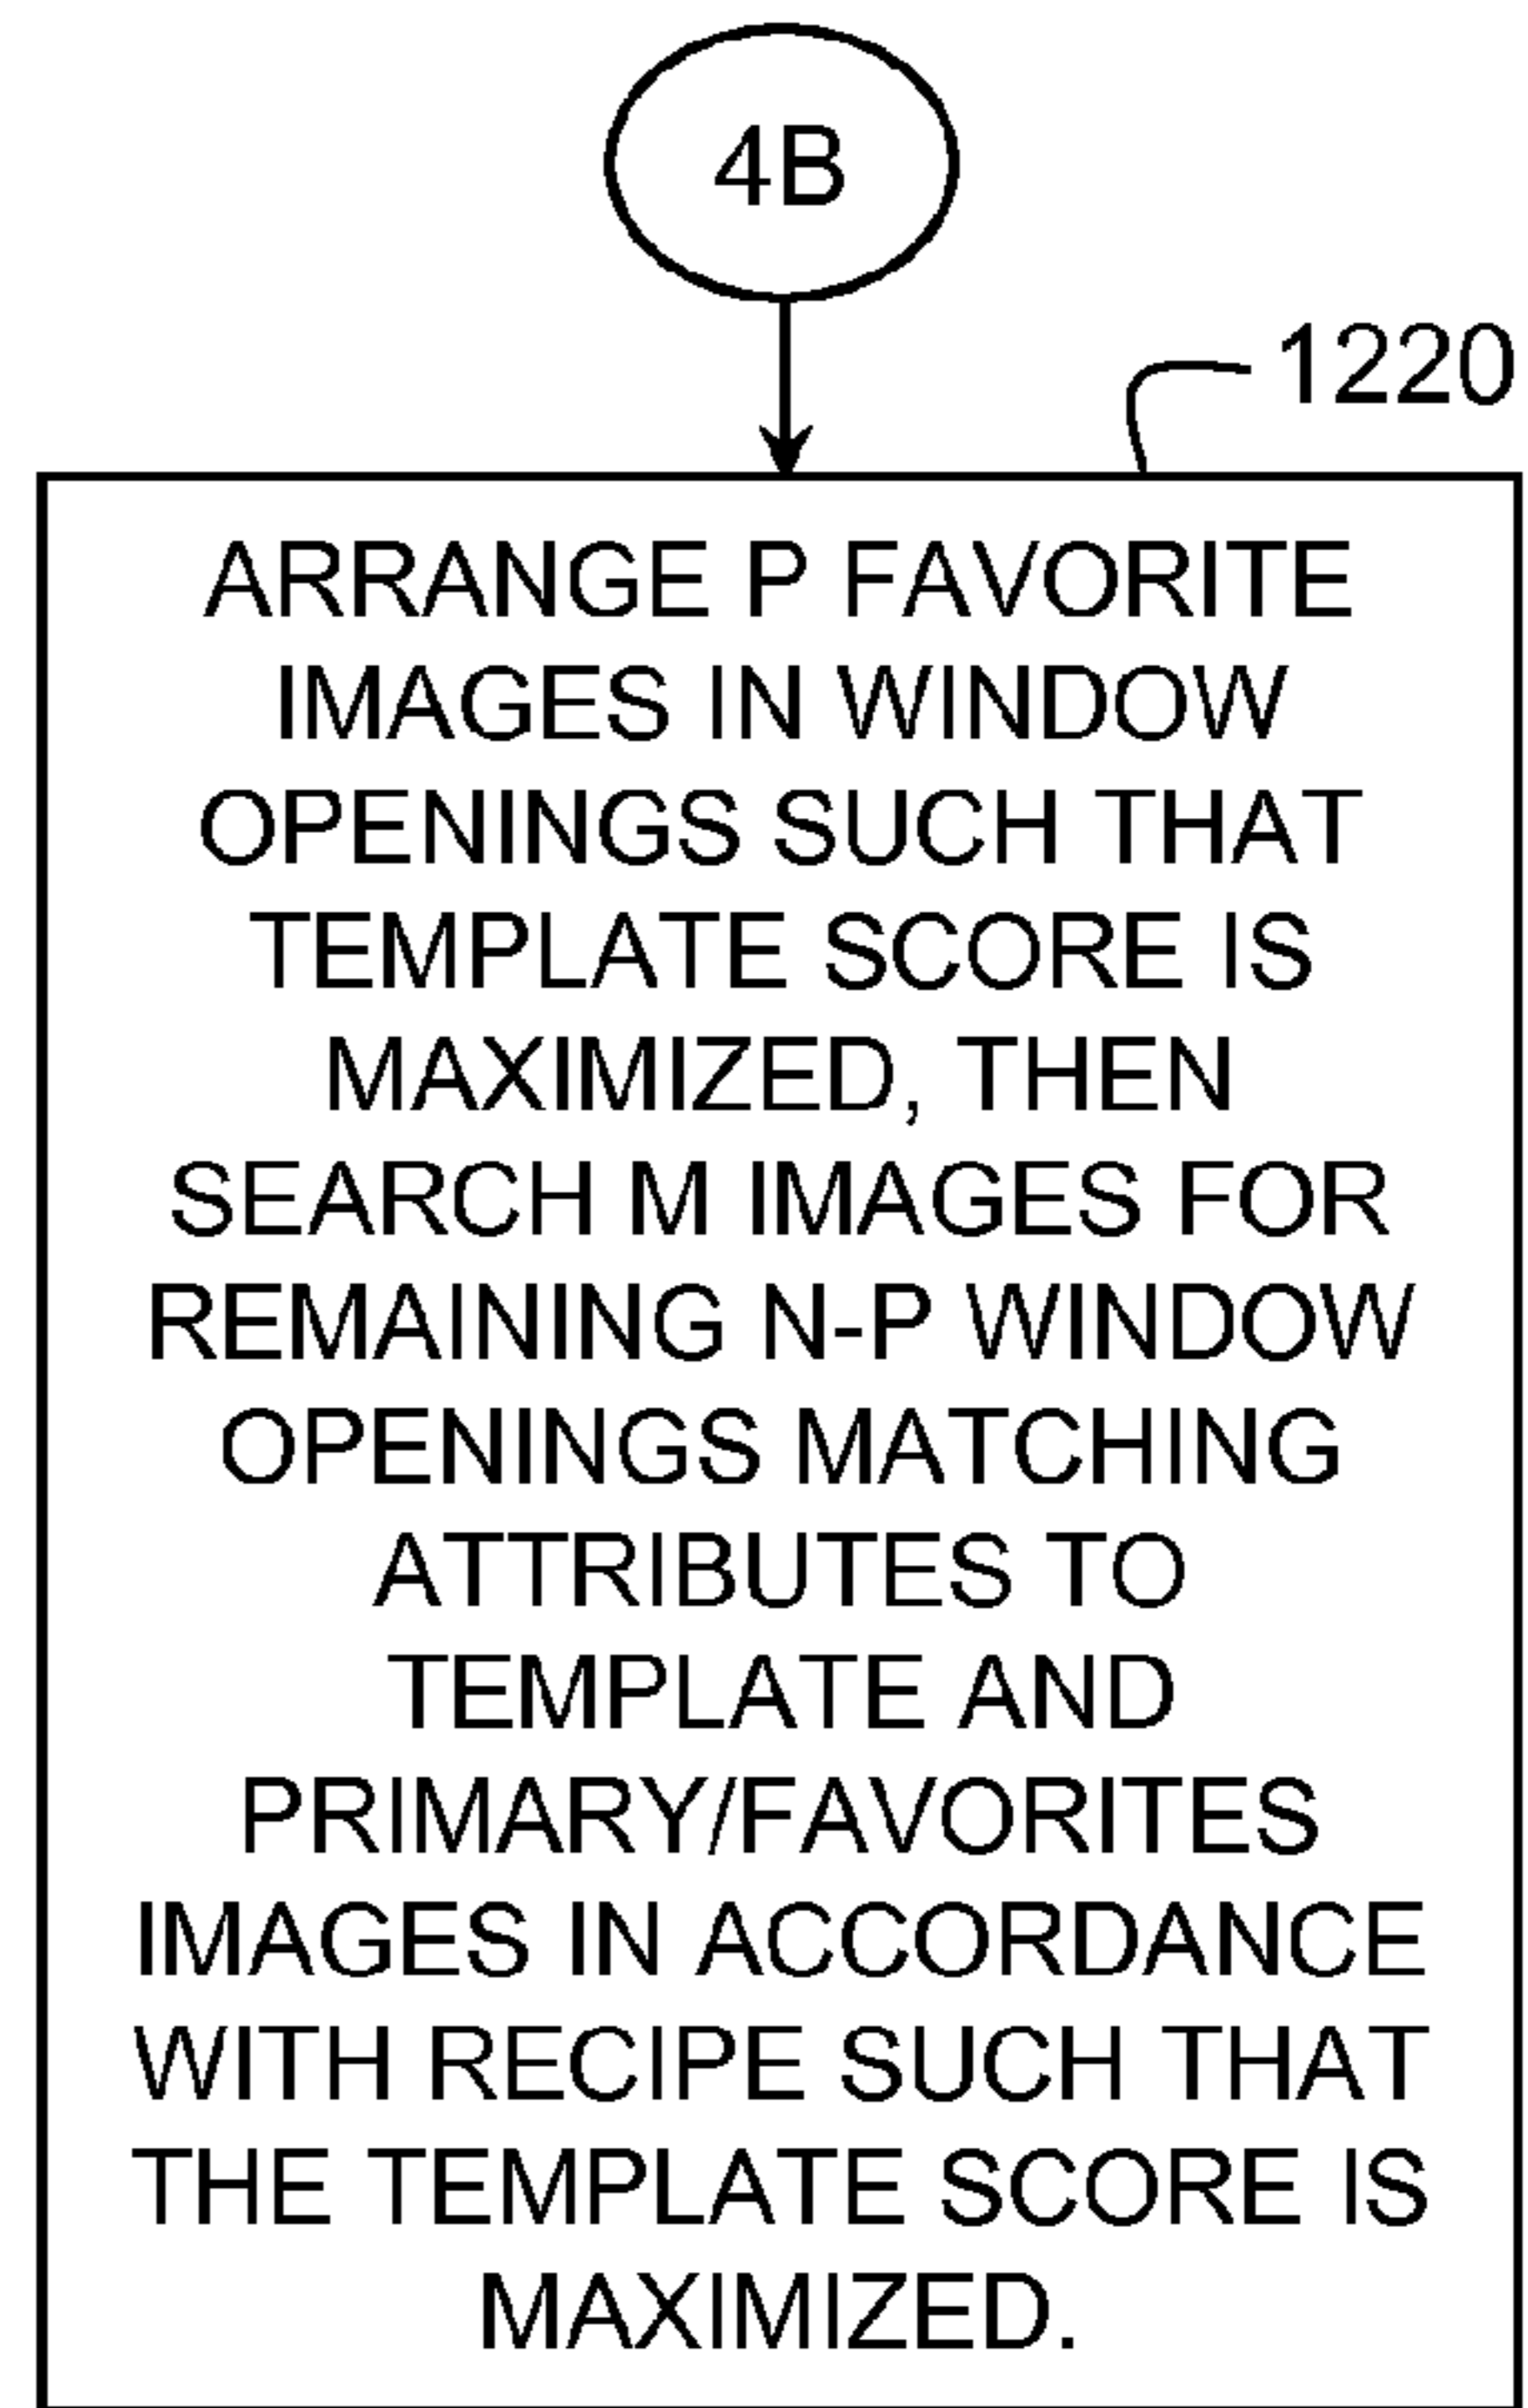 4B
1220
ARRANGE P FAVORITE
IMAGES IN WINDOW
OPENINGS SUCH THAT
TEMPLATE SCORE IS
MAXIMIZED, THEN
SEARCH M IMAGES FOR
REMAINING N-P WINDOW
OPENINGS MATCHING
ATTRIBUTES TO
TEMPLATE AND
PRIMARY/FAVORITES
IMAGES IN ACCORDANCE
WITH RECIPE SUCH THAT
THE TEMPLATE SCORE IS
MAXIMIZED.